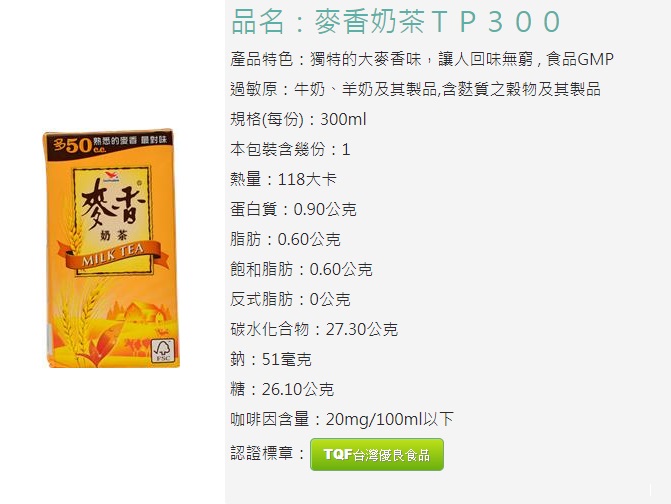 品名：麥香奶茶ＴＰ３００
產品特色：獨特的大麥香味，讓人回味無窮 , 食品GMP
過敏原：牛奶、羊奶及其製品,含麩質之穀物及其製品
規格(每份)：300ml
本包裝含幾份：1
熱量：118大卡
蛋白質：0.90公克
脂肪：0.60公克
飽和脂肪：0.60公克
反式脂肪：0公克
碳水化合物：27.30公克
鈉：51毫克
糖：26.10公克
咖啡因含量：20mg/100ml以下
認證標章：TQF台灣優良食品
多50c.c. 熟悉的麥香 最對味
麥香
奶茶
MILK TEA
FSC